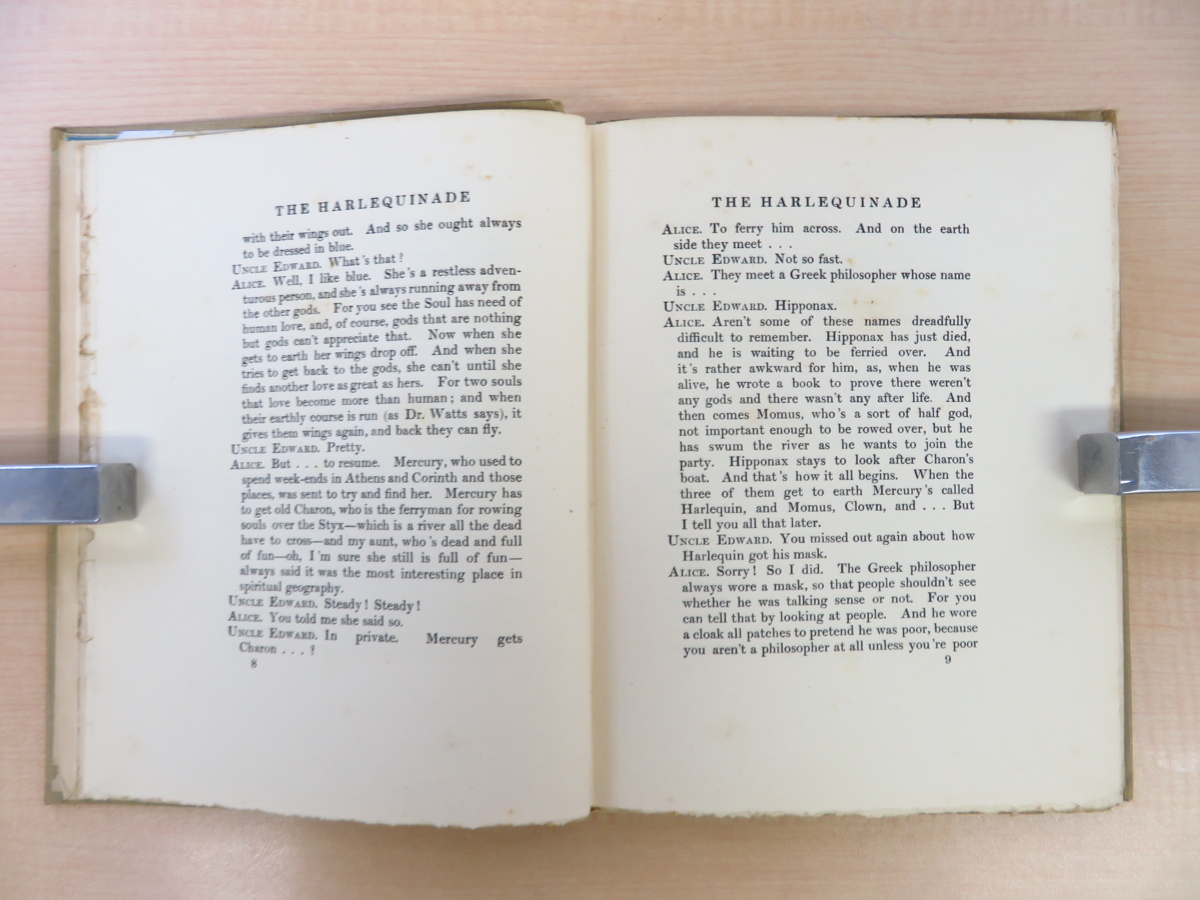 THE HARLEQUINADE
with their wings out. And so she ought always
to be dressed in blue.
UNCLE EDWARD. What's that!
ALICE. Well, I like blue. She's a restless adven-
turous person, and she's always running away from
the other gods. For you see the Soul has need of
human love, and, of course, gods that are nothing
but gods can't appreciate that. Now when she
gets to earth her wings drop off. And when she
tries to get back to the gods, she can't until she
finds another love as great as hers. For two souls
that love become more than human; and when
their earthly course is run (as Dr. Watts says), it
gives them wings again, and back they can fly.
UNCLE EDWARD. Pretty.
ALICE. But . . . to resume. Mercury, who used to
spend week-ends in Athens and Corinth and those
places, was sent to try and find her. Mercury has
to get old Charon, who is the ferryman for rowing
souls over the Styx—which is a river all the dead
have to cross—and my aunt, who's dead and full
of fun—oh, I'm sure she still is full of fun—
always said it was the most interesting place in
spiritual geography.
UNCLE EDWARD. Steady! Steady!
ALICE. You told me she said so.
UNCLE EDWARD. In private. Mercury gets
Charon . . . ?
8
THE HARLEQUINADE
ALICE. To ferry him across. And on the earth
side they meet . . .
UNCLE EDWARD. Not so fast.
ALICE. They meet a Greek philosopher whose name
is . . .
UNCLE EDWARD. Hipponax.
ALICE. Aren't some of these names dreadfully
difficult to remember. Hipponax has just died,
and he is waiting to be ferried over. And
it's rather awkward for him, as, when he was
alive, he wrote a book to prove there weren't
any gods and there wasn't any after life. And
then comes Momus, who's a sort of half god,
not important enough to be rowed over, but he
has swum the river as he wants to join the
party. Hipponax stays to look after Charon's
boat. And that's how it all begins. When the
three of them get to earth Mercury's called
Harlequin, and Momus, Clown, and . . . But
I tell you all that later.
UNCLE EDWARD. You missed out again about how
Harlequin got his mask.
ALICE. Sorry! So I did. The Greek philosopher
always wore a mask, so that people shouldn't see
whether he was talking sense or not. For you
can tell that by looking at people. And he wore
a cloak all patches to pretend he was poor, because
you aren't a philosopher at all unless you're poor
9